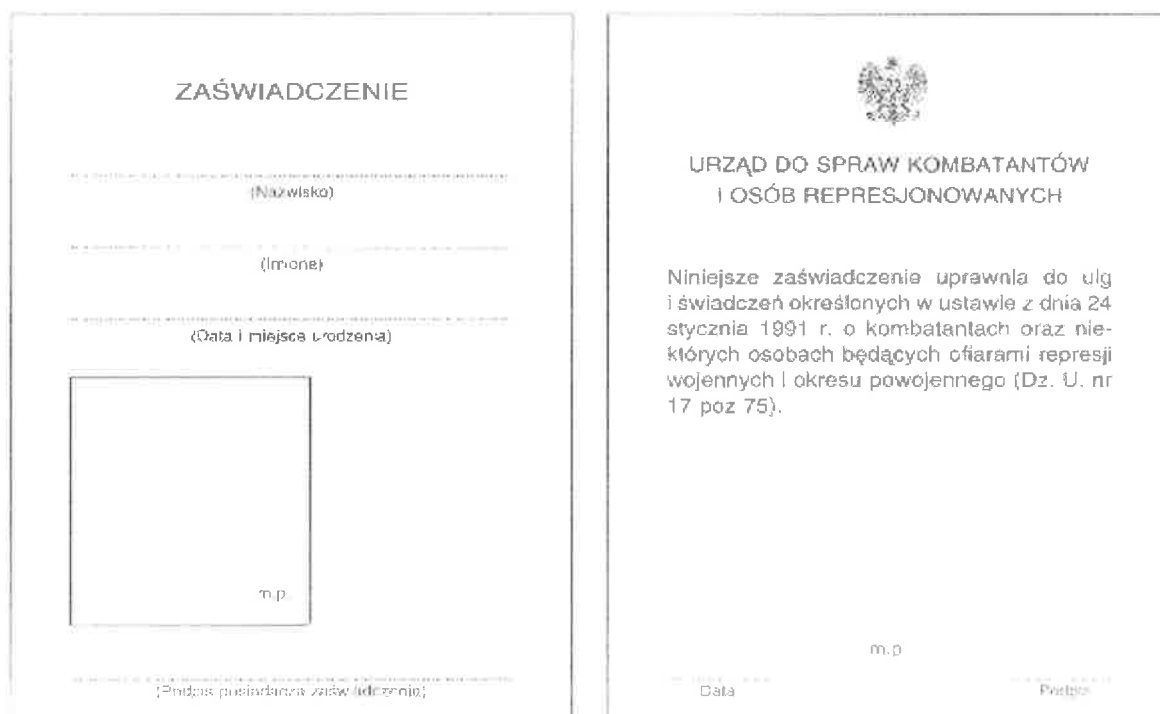 ZAŚWIADCZENIE
(Nazwisko)
(Imiona)
(Data i miejsce urodzenia)
m.p.
(Podpis posiadacza zaświadczenia)
URZĄD DO SPRAW KOMBATANTÓW
I OSÓB REPRESJONOWANYCH
Niniejsze zaświadczenie uprawnia do ulg
i świadczeń określonych w ustawie z dnia 24
stycznia 1991 r. o kombatantach oraz nie-
których osobach będących ofiarami represji
wojennych i okresu powojennego (Dz. U. nr
17 poz 75).
m.p
Data Podpis